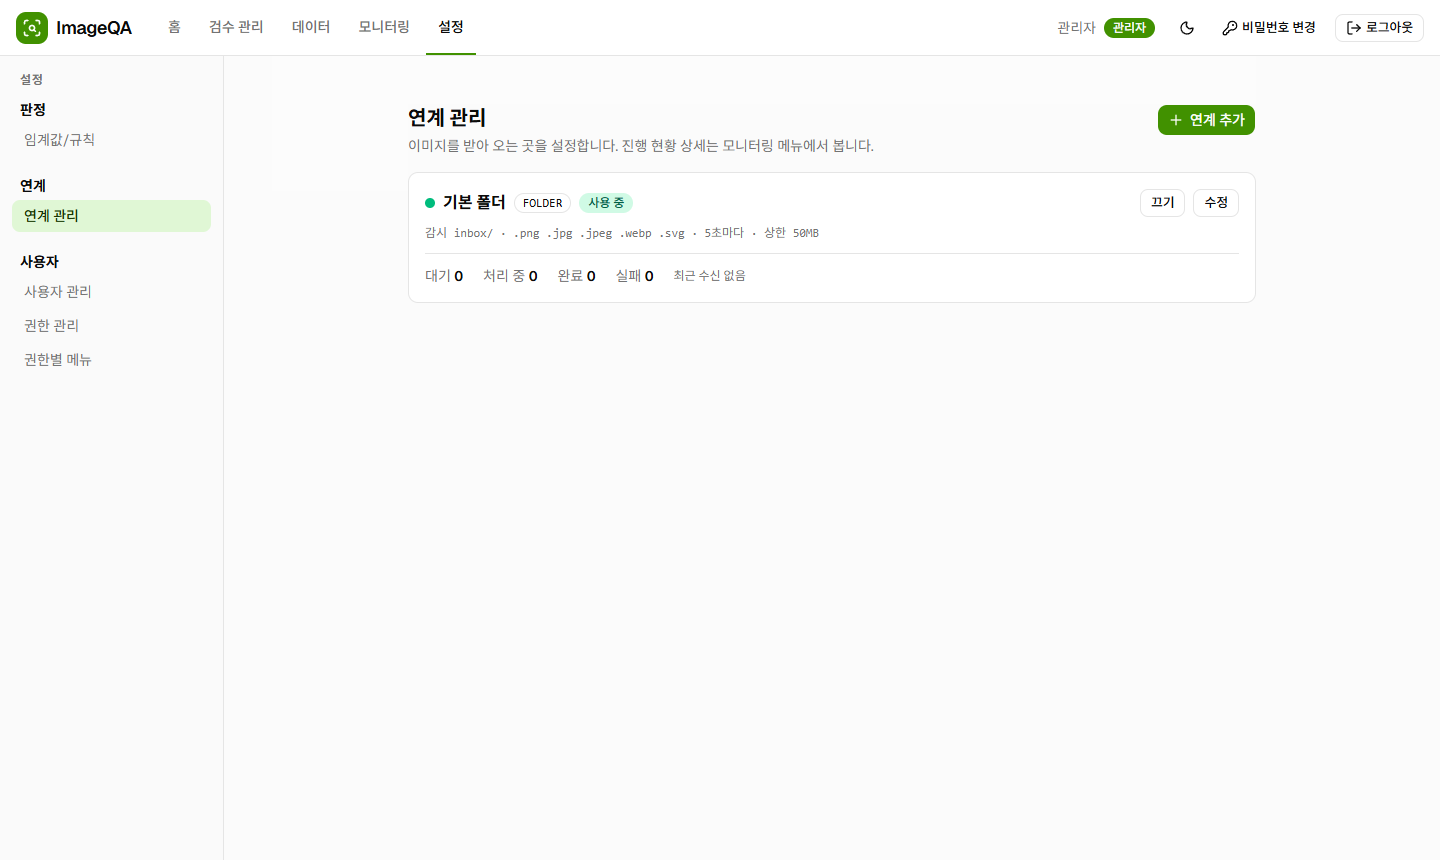 ImageQA
홈 검수 관리 데이터 모니터링 설정
관리자 관리자 비밀번호 변경 로그아웃
설정
판정
임계값/규칙
연계
연계 관리
사용자
사용자 관리
권한 관리
권한별 메뉴
연계 관리
연계 추가
이미지를 받아 오는 곳을 설정합니다. 진행 현황 상세는 모니터링 메뉴에서 봅니다.
기본 폴더 FOLDER 사용 중 끄기 수정
감시 inbox/ · .png .jpg .jpeg .webp .svg · 5초마다 · 상한 50MB
대기 0 처리 중 0 완료 0 실패 0 최근 수신 없음